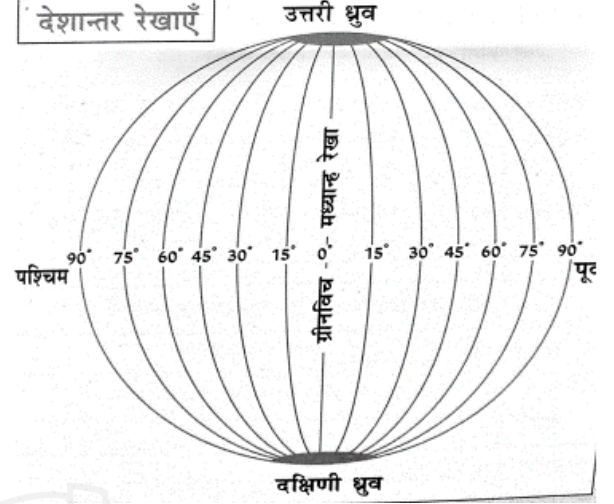 देशान्तर रेखाएँ
उत्तरी ध्रुव
ग्रीनविच - 0° - मध्यान्ह रेखा
90° 75° 60° 45° 30° 15° 0° 15° 30° 45° 60° 75° 90°
पश्चिम
पूर्व
दक्षिणी ध्रुव